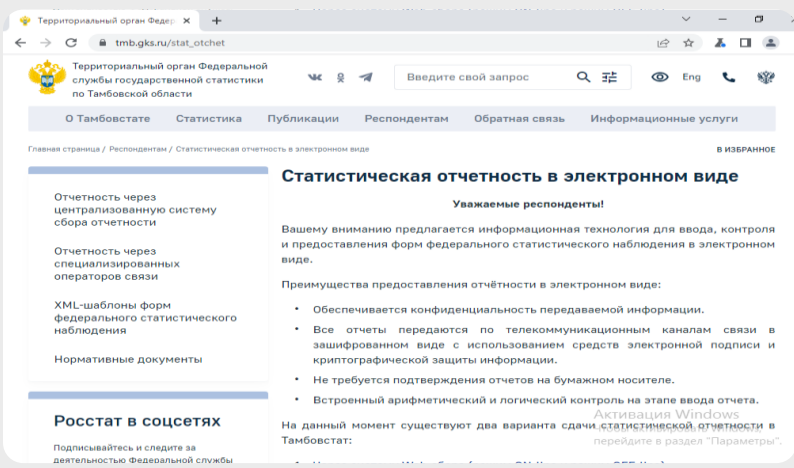 Территориальный орган Федер
tmb.gks.ru/stat_otchet
Территориальный орган Федеральной
службы государственной статистики
по Тамбовской области
Введите свой запрос
Eng
О Тамбовстате Статистика Публикации Респондентам Обратная связь Информационные услуги
Главная страница / Респондентам / Статистическая отчетность в электронном виде
В ИЗБРАННОЕ
Отчетность через
централизованную систему
сбора отчетности
Отчетность через
специализированных
операторов связи
XML-шаблоны форм
федерального статистического
наблюдения
Нормативные документы
Росстат в соцсетях
Подписывайтесь и следите за
деятельностью Федеральной службы
Статистическая отчетность в электронном виде
Уважаемые респонденты!
Вашему вниманию предлагается информационная технология для ввода, контроля
и предоставления форм федерального статистического наблюдения в электронном
виде.
Преимущества предоставления отчётности в электронном виде:
• Обеспечивается конфиденциальность передаваемой информации.
• Все отчеты передаются по телекоммуникационным каналам связи в
зашифрованном виде с использованием средств электронной подписи и
криптографической защиты информации.
• Не требуется подтверждения отчетов на бумажном носителе.
• Встроенный арифметический и логический контроль на этапе ввода отчета.
На данный момент существуют два варианта сдачи статистической отчетности в
Тамбовстат:
Активация Windows
Чтобы активировать Windows,
перейдите в раздел "Параметры".